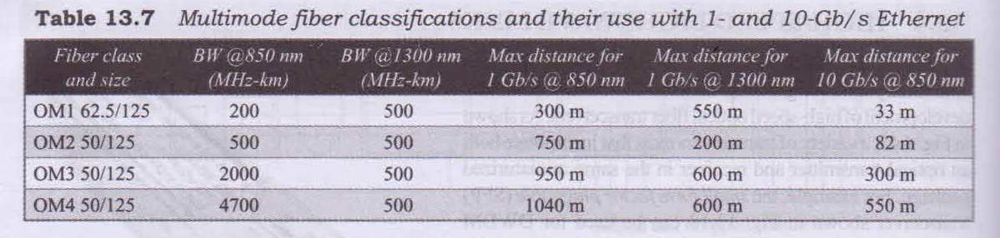 Table 13.7 Multimode fiber classifications and their use with 1- and 10-Gb/s Ethernet
Fiber class BW @850 nm BW @1300 nm Max distance for Max distance for Max distance for
and size (MHz-km) (MHz-km) 1 Gb/s @ 850 nm 1 Gb/s @ 1300 nm 10 Gb/s @ 850 nm
OM1 62.5/125 200 500 300 m 550 m 33 m
OM2 50/125 500 500 750 m 200 m 82 m
OM3 50/125 2000 500 950 m 600 m 300 m
OM4 50/125 4700 500 1040 m 600 m 550 m